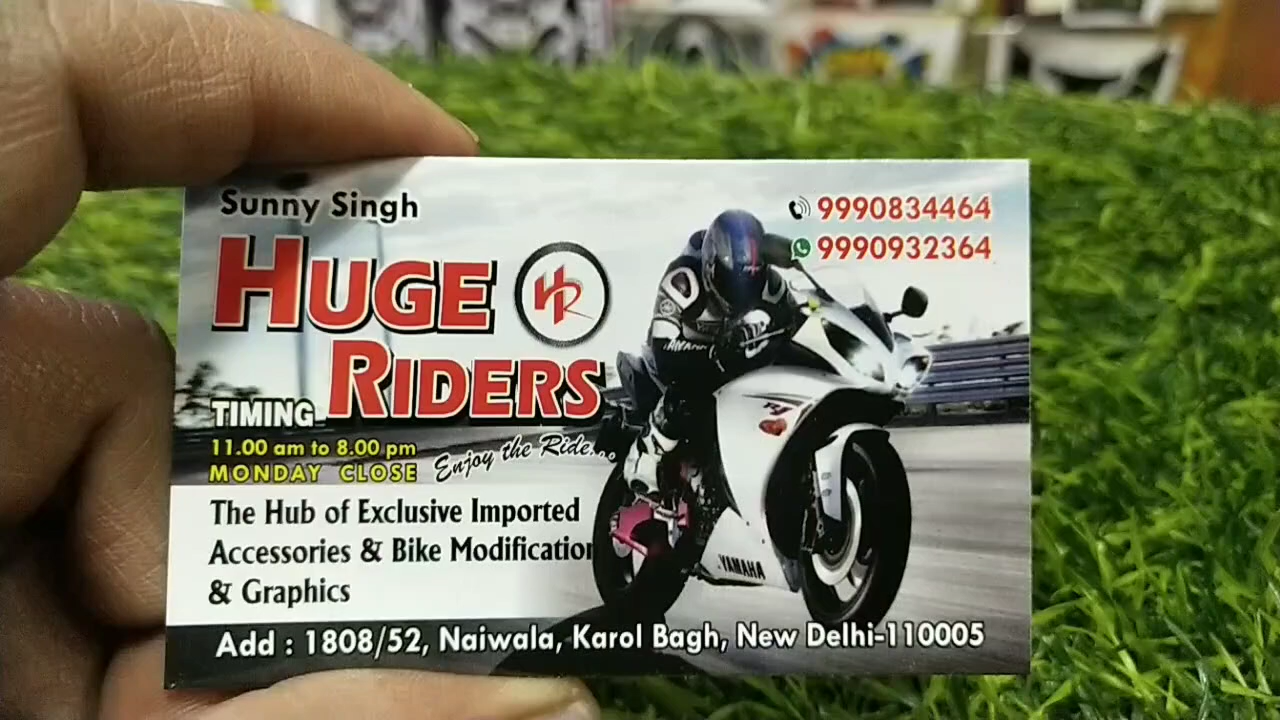 Sunny Singh
9990834464
9990932364
HUGE
HR
RIDERS
TIMING
11.00 am to 8.00 pm
MONDAY CLOSE
Enjoy the Ride...
The Hub of Exclusive Imported
Accessories & Bike Modification
& Graphics
YAMAHA
R1
YAMAHA
Add : 1808/52, Naiwala, Karol Bagh, New Delhi-110005